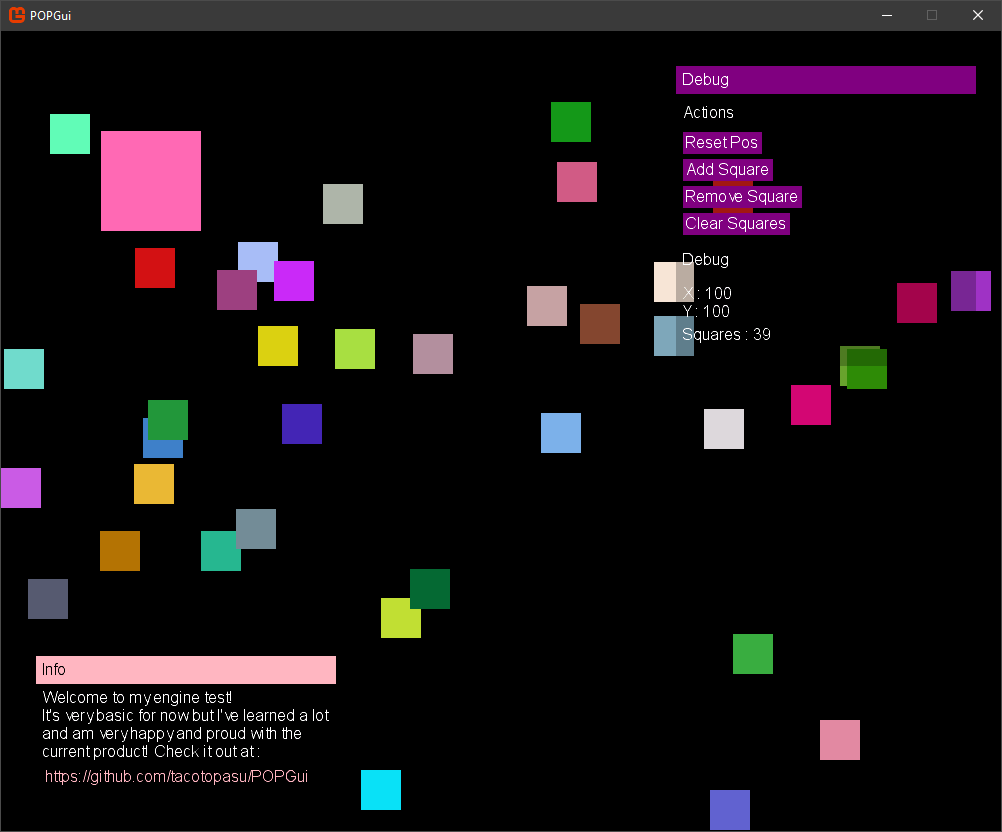 POPGui
Debug
Actions
Reset Pos
Add Square
Remove Square
Clear Squares
Debug
X : 100
Y : 100
Squares : 39
Info
Welcome to my engine test!
It's very basic for now but I've learned a lot
and am very happy and proud with the
current product! Check it out at :
https://github.com/tacotopasu/POPGui